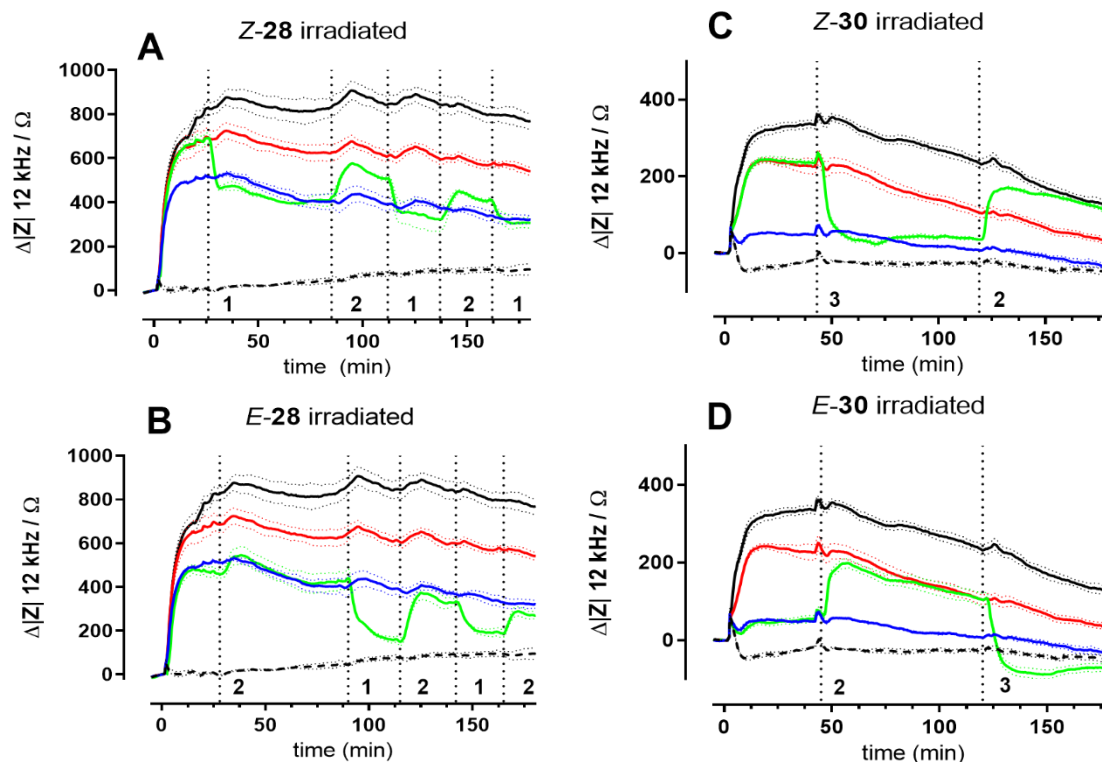 A
Z-28 irradiated
Δ|Z| 12 kHz / Ω
1000
800
600
400
200
0
1 2 1 2 1
0 50 100 150
time (min)
C
Z-30 irradiated
Δ|Z| 12 kHz / Ω
400
200
0
3 2
0 50 100 150
time (min)
B
E-28 irradiated
Δ|Z| 12 kHz / Ω
1000
800
600
400
200
0
2 1 2 1 2
0 50 100 150
time (min)
D
E-30 irradiated
Δ|Z| 12 kHz / Ω
400
200
0
2 3
0 50 100 150
time (min)